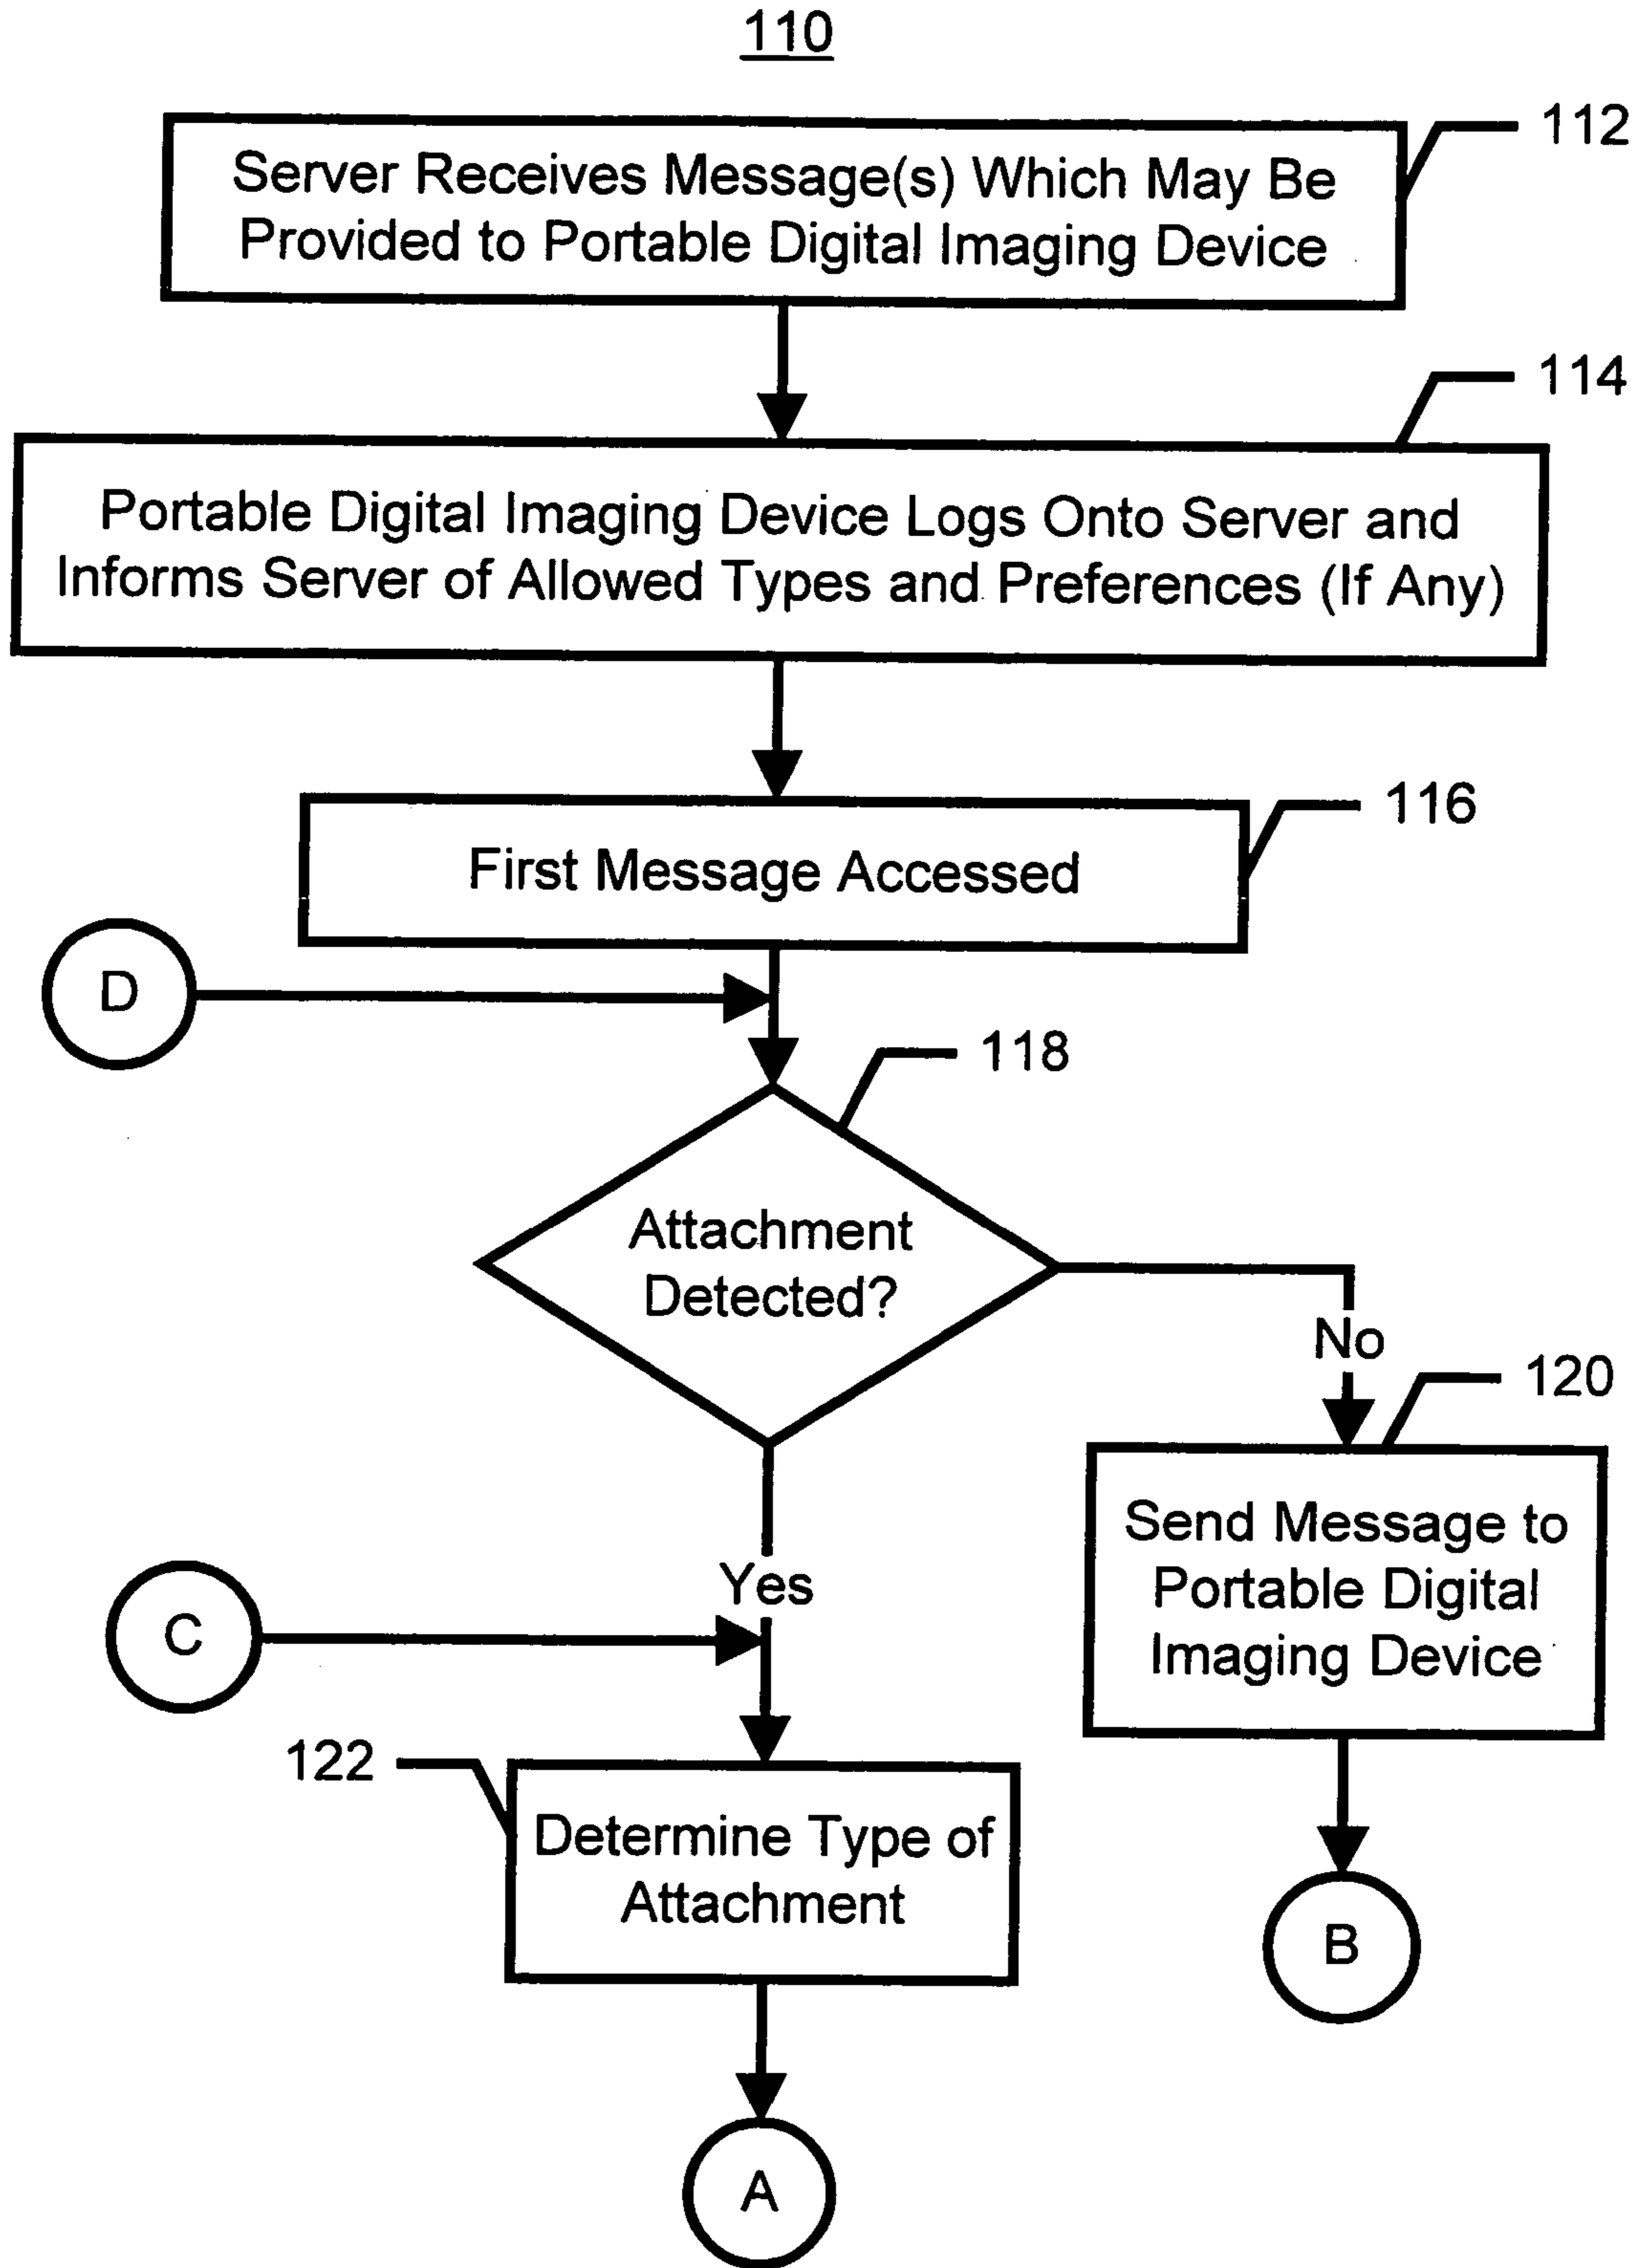 110
112
Server Receives Message(s) Which May Be
Provided to Portable Digital Imaging Device
114
Portable Digital Imaging Device Logs Onto Server and
Informs Server of Allowed Types and Preferences (If Any)
116
First Message Accessed
D
118
Attachment
Detected?
No
120
Send Message to
Portable Digital
Imaging Device
Yes
C
122
Determine Type of
Attachment
B
A